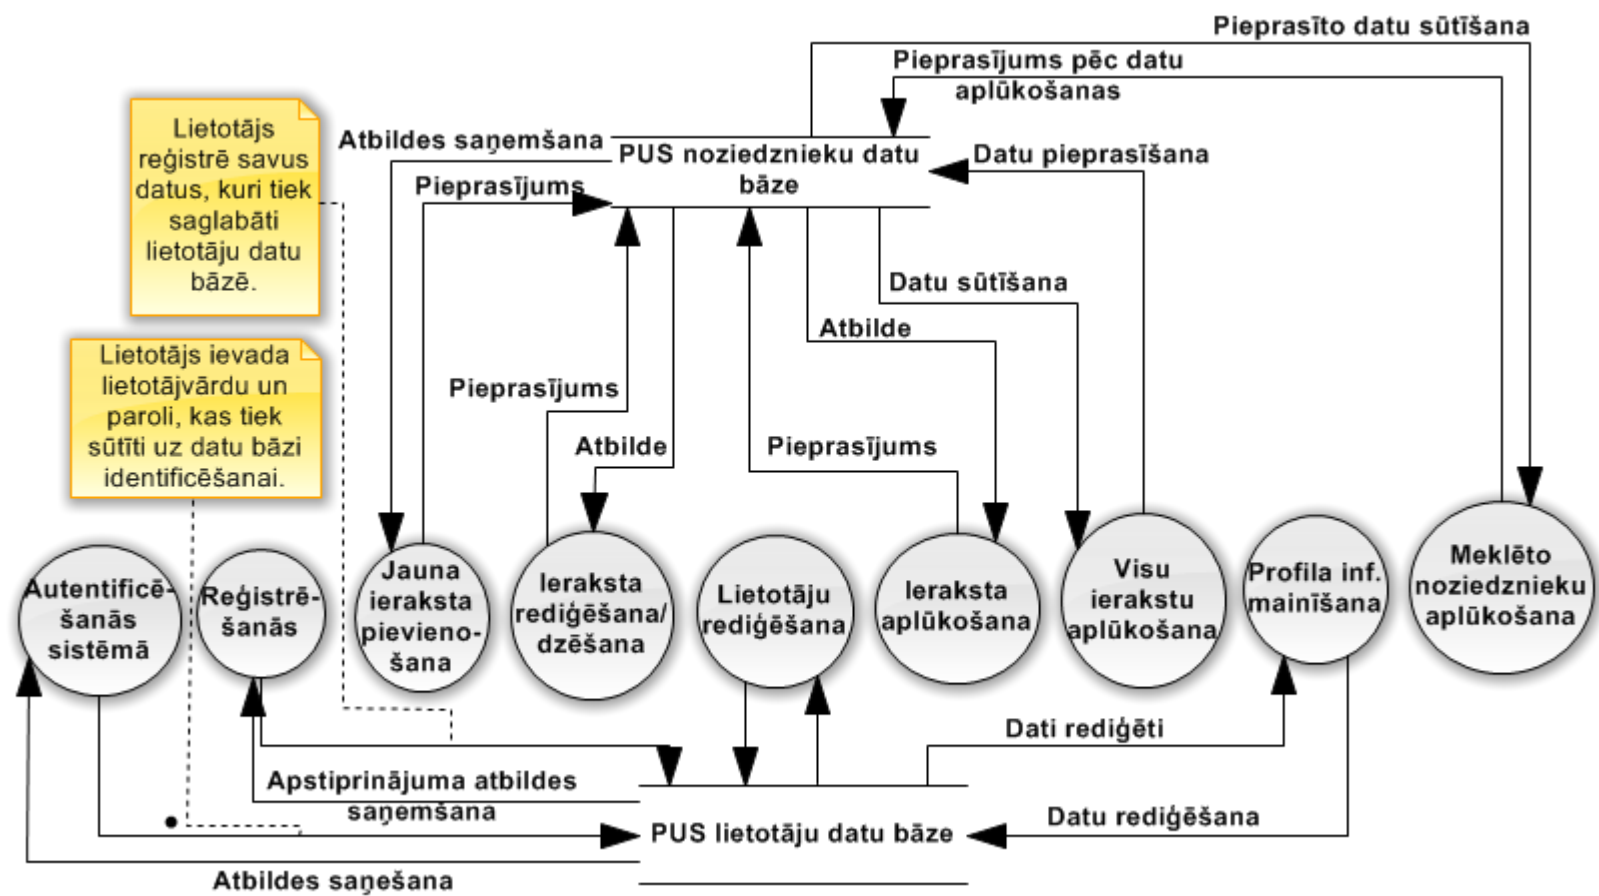 Pieprasīto datu sūtīšana
Pieprasījums pēc datu
aplūkošanas
Lietotājs
reģistrē savus
datus, kuri tiek
saglabāti
lietotāju datu
bāzē.
Atbildes saņemšana
PUS noziedznieku datu
bāze
Datu pieprasīšana
Pieprasījums
Datu sūtīšana
Atbilde
Lietotājs ievada
lietotājvārdu un
paroli, kas tiek
sūtīti uz datu bāzi
identificēšanai.
Pieprasījums
Atbilde
Pieprasījums
Autentificē-
šanās
sistēmā
Reģistrē-
šanās
Jauna
ieraksta
pievieno-
šana
Ieraksta
rediģēšana/
dzēšana
Lietotāju
rediģēšana
Ieraksta
aplūkošana
Visu
ierakstu
aplūkošana
Profila inf.
mainīšana
Meklēto
noziedznieku
aplūkošana
Dati rediģēti
Apstiprinājuma atbildes
saņemšana
PUS lietotāju datu bāze
Datu rediģēšana
Atbildes saņešana